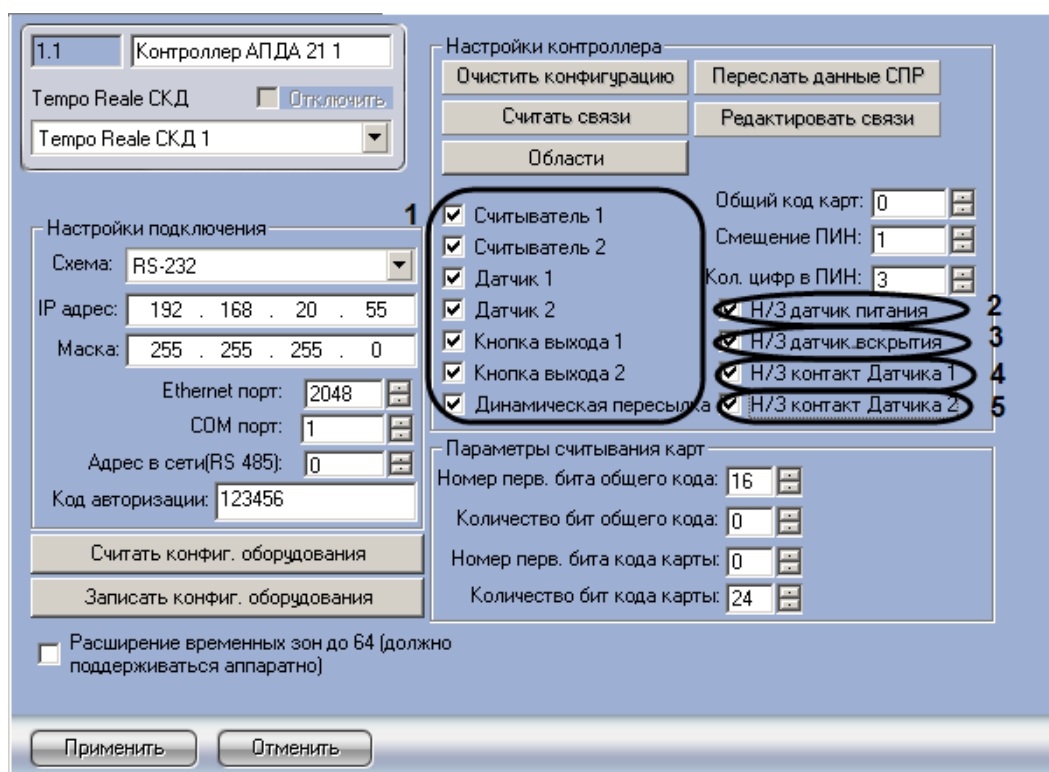 1.1
Контроллер АПДА 21 1
Tempo Reale СКД
Отключить
Tempo Reale СКД 1
Настройки подключения
Схема: RS-232
IP адрес: 192 . 168 . 20 . 55
Маска: 255 . 255 . 255 . 0
Ethernet порт: 2048
COM порт: 1
Адрес в сети(RS 485): 0
Код авторизации: 123456
Считать конфиг. оборудования
Записать конфиг. оборудования
Расширение временных зон до 64 (должно
поддерживаться аппаратно)
Настройки контроллера
Очистить конфигурацию
Переслать данные СПР
Считать связи
Редактировать связи
Области
1
Считыватель 1
Считыватель 2
Датчик 1
Датчик 2
Кнопка выхода 1
Кнопка выхода 2
Динамическая пересылка
Общий код карт: 0
Смещение ПИН: 1
Кол. цифр в ПИН: 3
Н/З датчик питания 2
Н/З датчик вскрытия 3
Н/З контакт Датчика 1 4
Н/З контакт Датчика 2 5
Параметры считывания карт
Номер перв. бита общего кода: 16
Количество бит общего кода: 0
Номер перв. бита кода карты: 0
Количество бит кода карты: 24
Применить
Отменить